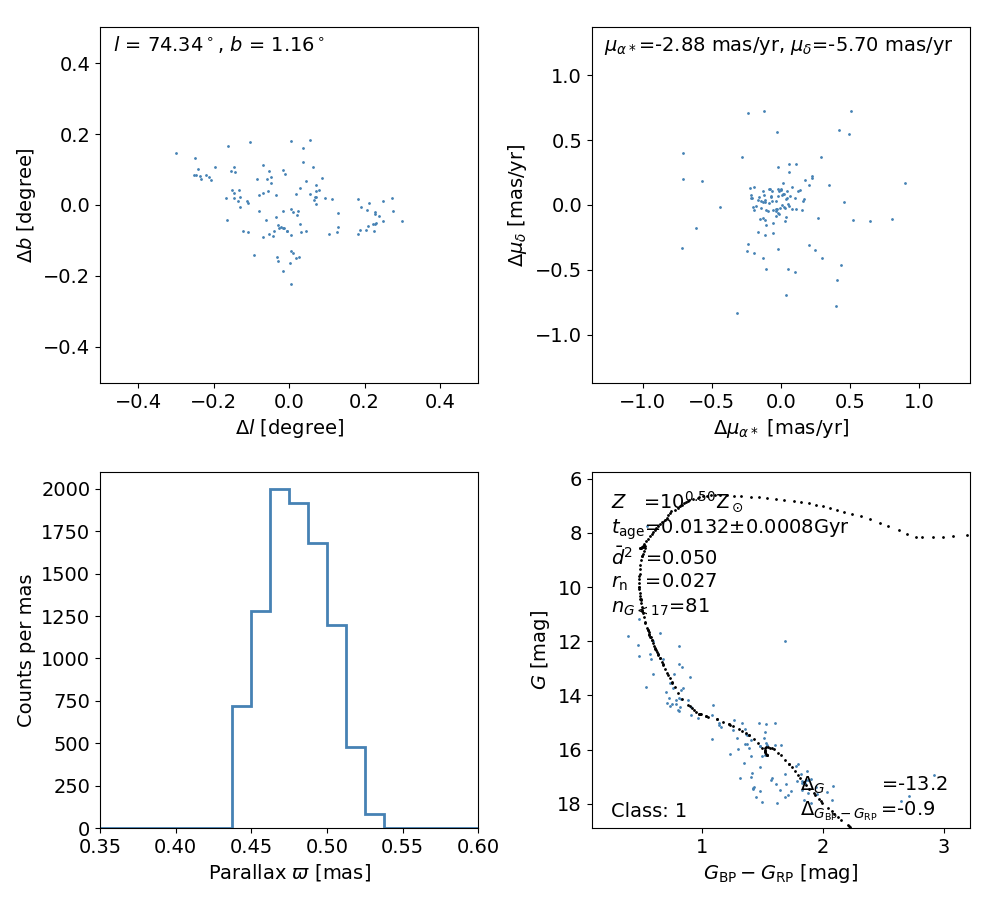 l = 74.34°, b = 1.16°
0.4
0.2
0.0
−0.2
−0.4
Δb [degree]
−0.4 −0.2 0.0 0.2 0.4
Δl [degree]
μα*=-2.88 mas/yr, μδ=-5.70 mas/yr
1.0
0.5
0.0
−0.5
−1.0
Δμδ [mas/yr]
−1.0 −0.5 0.0 0.5 1.0
Δμα* [mas/yr]
2000
1750
1500
1250
1000
750
500
250
0
Counts per mas
0.35 0.40 0.45 0.50 0.55 0.60
Parallax ϖ [mas]
6
8
10
12
14
16
18
G [mag]
Z =10^0.50 Z⊙
tage=0.0132±0.0008Gyr
d̄² =0.050
rn =0.027
nG<17=81
ΔG =-13.2
Class: 1
ΔGBP−GRP=-0.9
1 2 3
GBP − GRP [mag]